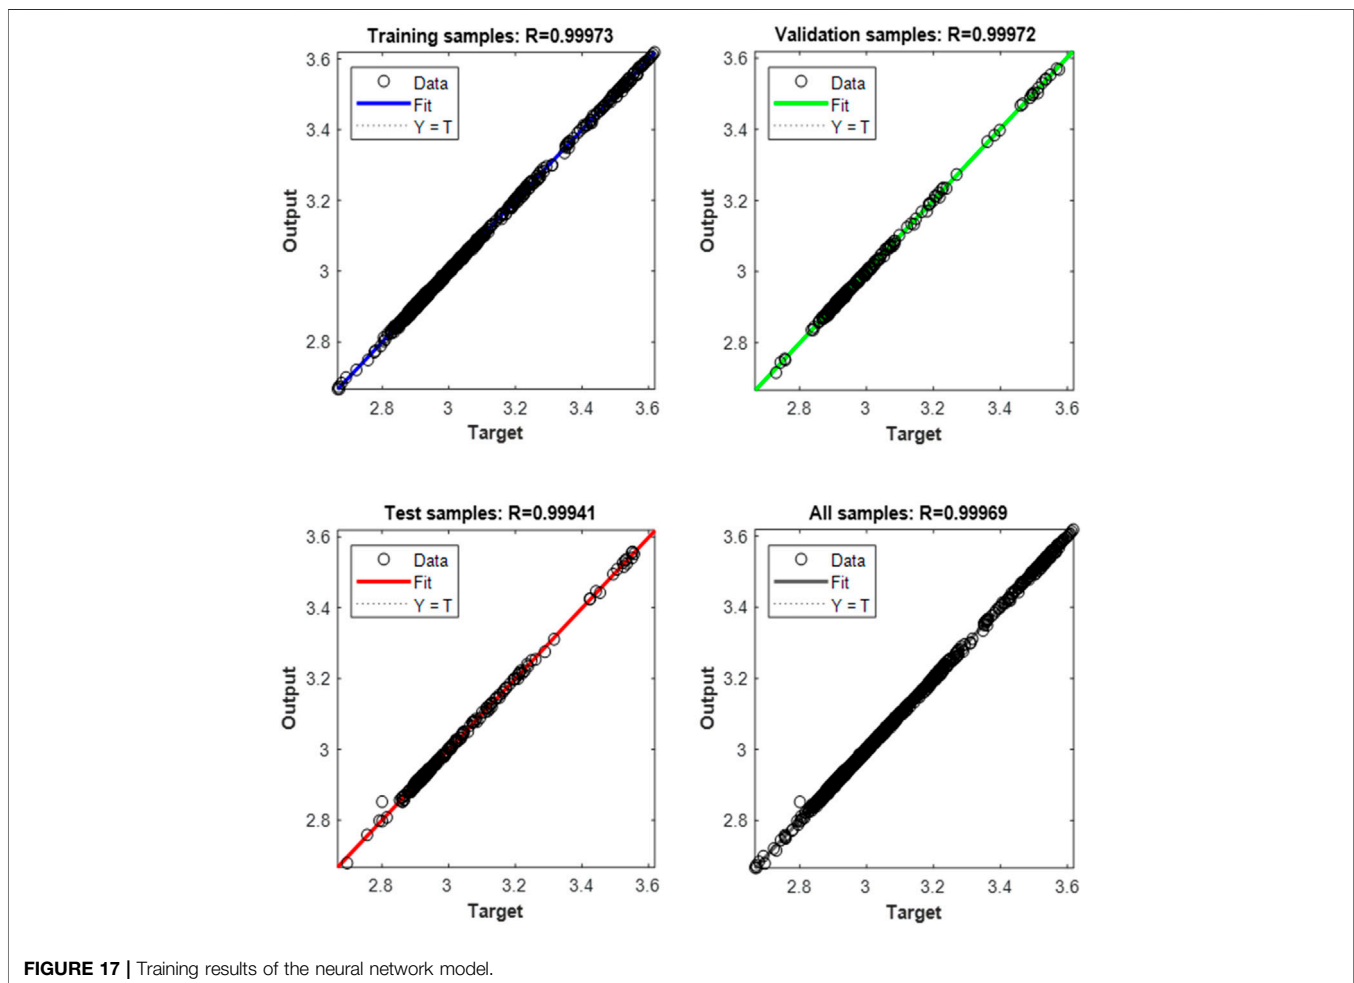 Training samples: R=0.99973
3.6
3.4
3.2
3
2.8
Output
Data
Fit
Y = T
2.8 3 3.2 3.4 3.6
Target
Validation samples: R=0.99972
3.6
3.4
3.2
3
2.8
Output
Data
Fit
Y = T
2.8 3 3.2 3.4 3.6
Target
Test samples: R=0.99941
3.6
3.4
3.2
3
2.8
Output
Data
Fit
Y = T
2.8 3 3.2 3.4 3.6
Target
All samples: R=0.99969
3.6
3.4
3.2
3
2.8
Output
Data
Fit
Y = T
2.8 3 3.2 3.4 3.6
Target
FIGURE 17 | Training results of the neural network model.